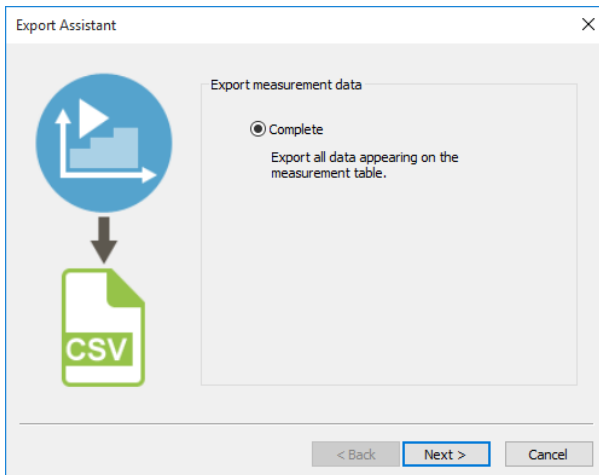 Export Assistant
Export measurement data
Complete
Export all data appearing on the
measurement table.
CSV
< Back
Next >
Cancel